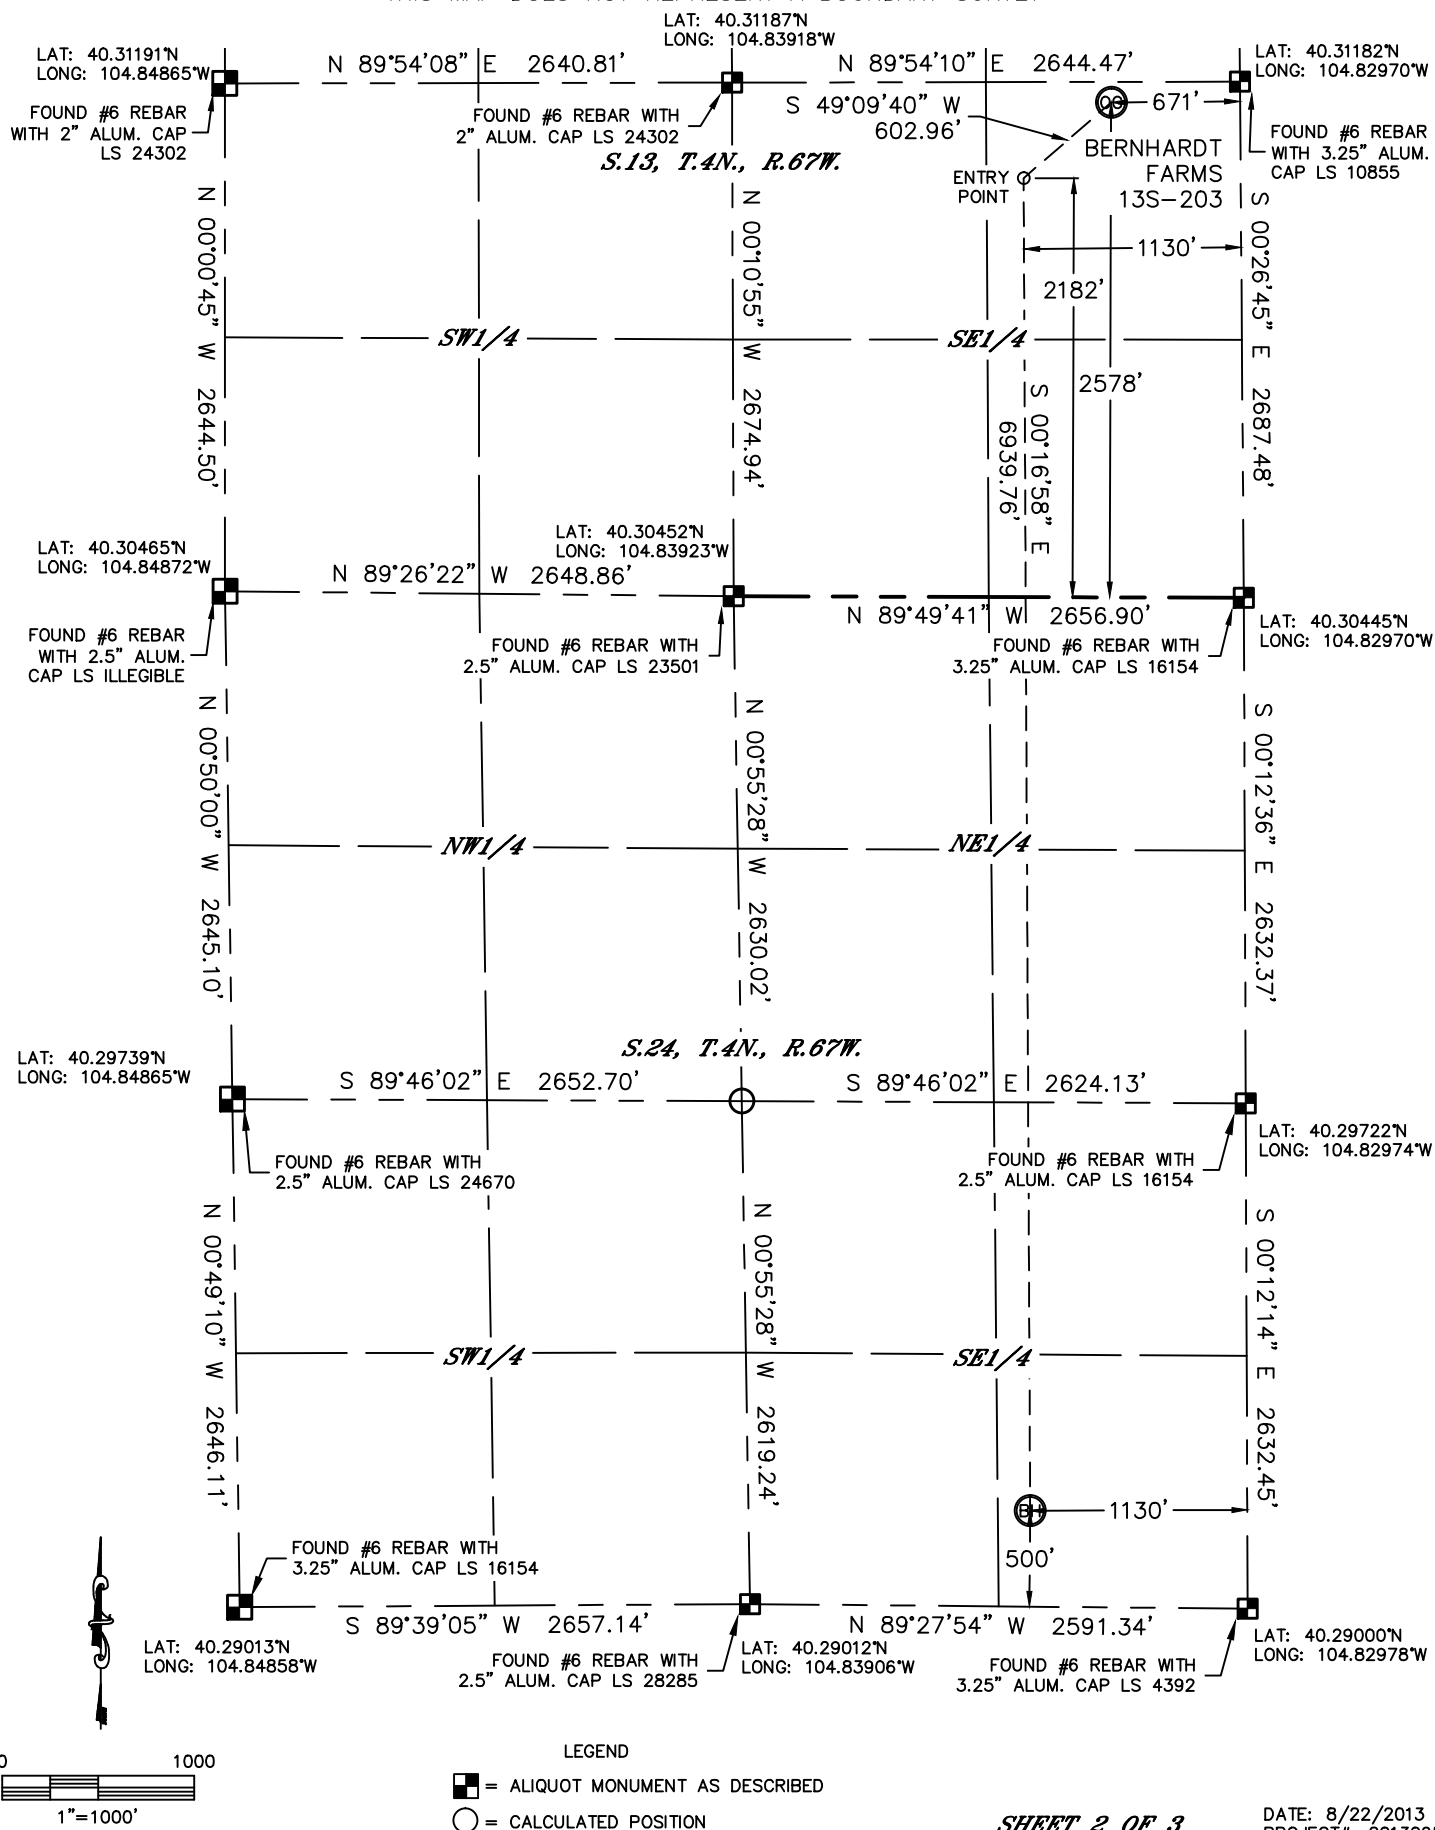 LAT: 40.31187°N
LONG: 104.83918°W
LAT: 40.31191°N
LONG: 104.84865°W
N 89°54'08" E 2640.81'
N 89°54'10" E 2644.47'
LAT: 40.31182°N
LONG: 104.82970°W
FOUND #6 REBAR
WITH 2" ALUM. CAP
LS 24302
FOUND #6 REBAR WITH
2" ALUM. CAP LS 24302
S 49°09'40" W
602.96'
671'
FOUND #6 REBAR
WITH 3.25" ALUM.
CAP LS 10855
S.13, T.4N., R.67W.
BERNHARDT
FARMS
13S-203
ENTRY
POINT
N 00°00'45" W 2644.50'
N 00°10'55" W 2674.94'
S 00°26'45" E 2687.48'
1130'
2182'
SW1/4
SE1/4
2578'
S 00°16'58" E
6939.76'
LAT: 40.30465°N
LONG: 104.84872°W
LAT: 40.30452°N
LONG: 104.83923°W
N 89°26'22" W 2648.86'
N 89°49'41" W 2656.90'
LAT: 40.30445°N
LONG: 104.82970°W
FOUND #6 REBAR
WITH 2.5" ALUM.
CAP LS ILLEGIBLE
FOUND #6 REBAR WITH
2.5" ALUM. CAP LS 23501
FOUND #6 REBAR WITH
3.25" ALUM. CAP LS 16154
N 00°50'00" W 2645.10'
N 00°55'28" W 2630.02'
S 00°12'36" E 2632.37'
NW1/4
NE1/4
S.24, T.4N., R.67W.
LAT: 40.29739°N
LONG: 104.84865°W
S 89°46'02" E 2652.70'
S 89°46'02" E 2624.13'
LAT: 40.29722°N
LONG: 104.82974°W
FOUND #6 REBAR WITH
2.5" ALUM. CAP LS 24670
FOUND #6 REBAR WITH
2.5" ALUM. CAP LS 16154
N 00°49'10" W 2646.11'
N 00°55'28" W 2619.24'
S 00°12'14" E 2632.45'
SW1/4
SE1/4
BH
1130'
500'
FOUND #6 REBAR WITH
3.25" ALUM. CAP LS 16154
S 89°39'05" W 2657.14'
N 89°27'54" W 2591.34'
LAT: 40.29013°N
LONG: 104.84858°W
FOUND #6 REBAR WITH
2.5" ALUM. CAP LS 28285
LAT: 40.29012°N
LONG: 104.83906°W
FOUND #6 REBAR WITH
3.25" ALUM. CAP LS 4392
LAT: 40.29000°N
LONG: 104.82978°W
0 1000
1"=1000'
LEGEND
= ALIQUOT MONUMENT AS DESCRIBED
= CALCULATED POSITION
SHEET 2 OF 3
DATE: 8/22/2013